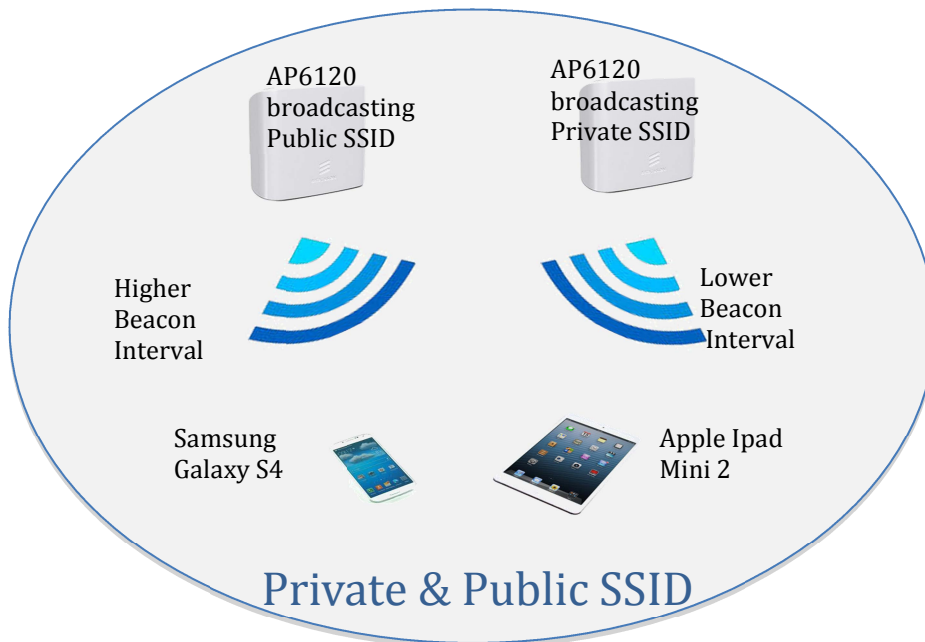 AP6120
broadcasting
Public SSID
AP6120
broadcasting
Private SSID
Higher
Beacon
Interval
Lower
Beacon
Interval
Samsung
Galaxy S4
Apple Ipad
Mini 2
Private & Public SSID